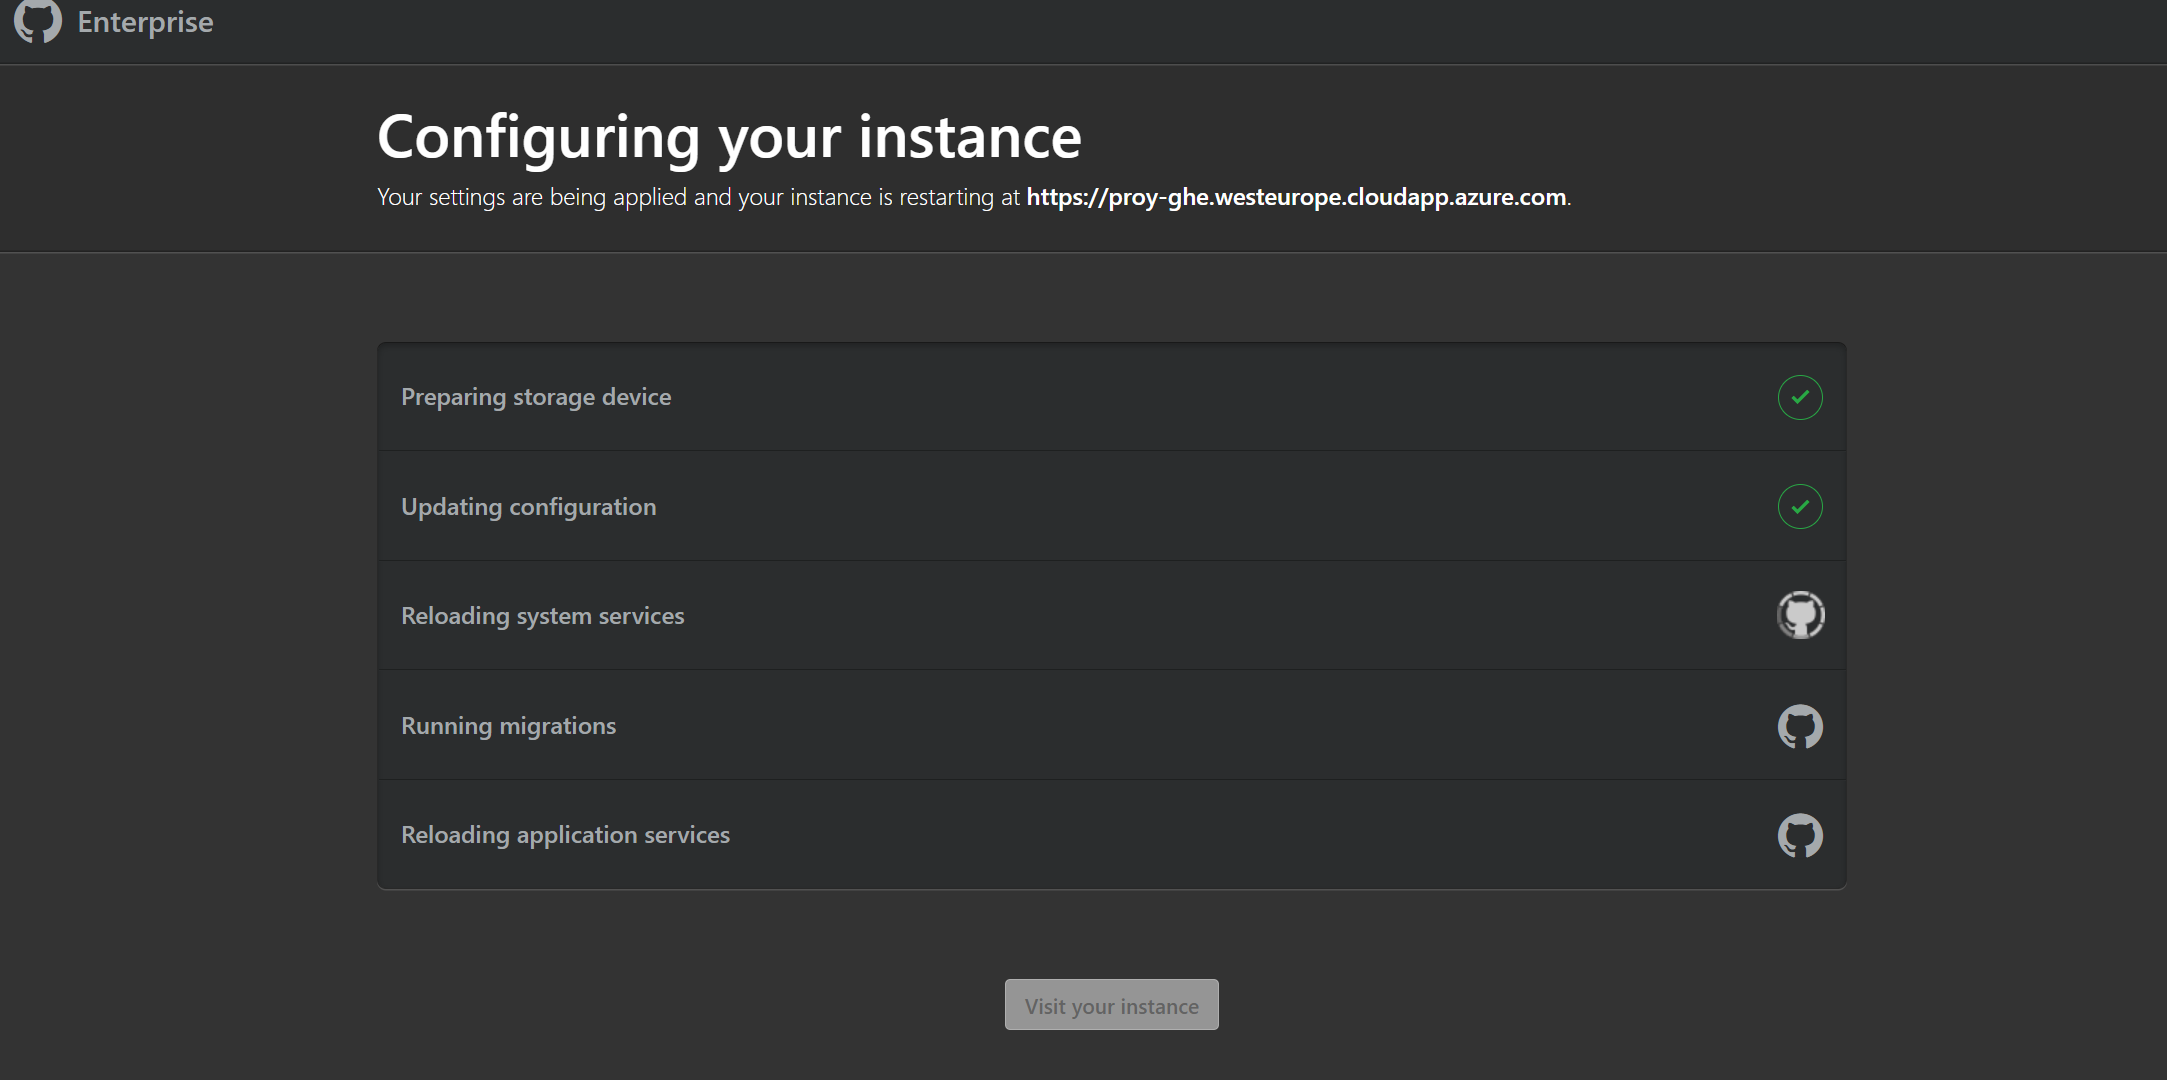 Enterprise
Configuring your instance
Your settings are being applied and your instance is restarting at https://proy-ghe.westeurope.cloudapp.azure.com.
Preparing storage device
Updating configuration
Reloading system services
Running migrations
Reloading application services
Visit your instance